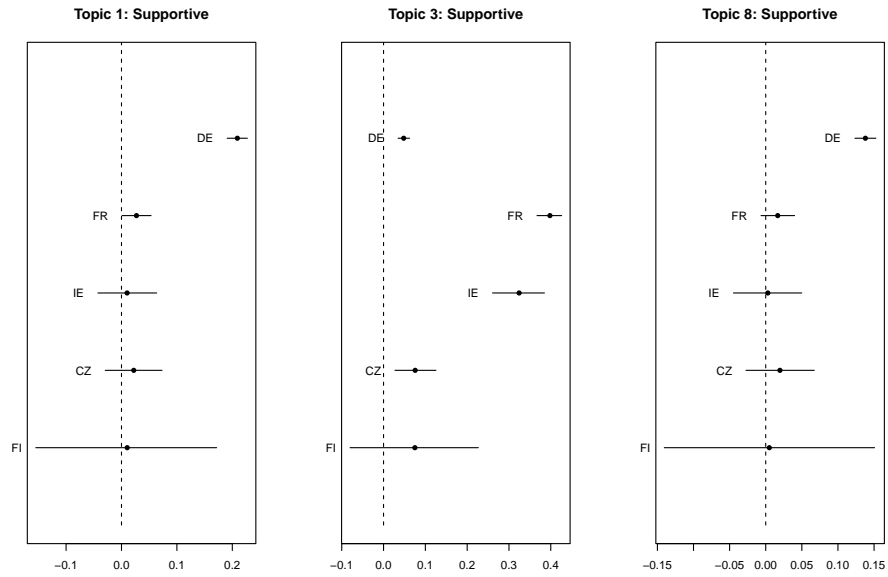 Topic 1: Supportive
DE
FR
IE
CZ
FI
−0.1 0.0 0.1 0.2
Topic 3: Supportive
DE
FR
IE
CZ
FI
−0.1 0.0 0.1 0.2 0.3 0.4
Topic 8: Supportive
DE
FR
IE
CZ
FI
−0.15 −0.05 0.00 0.05 0.10 0.15